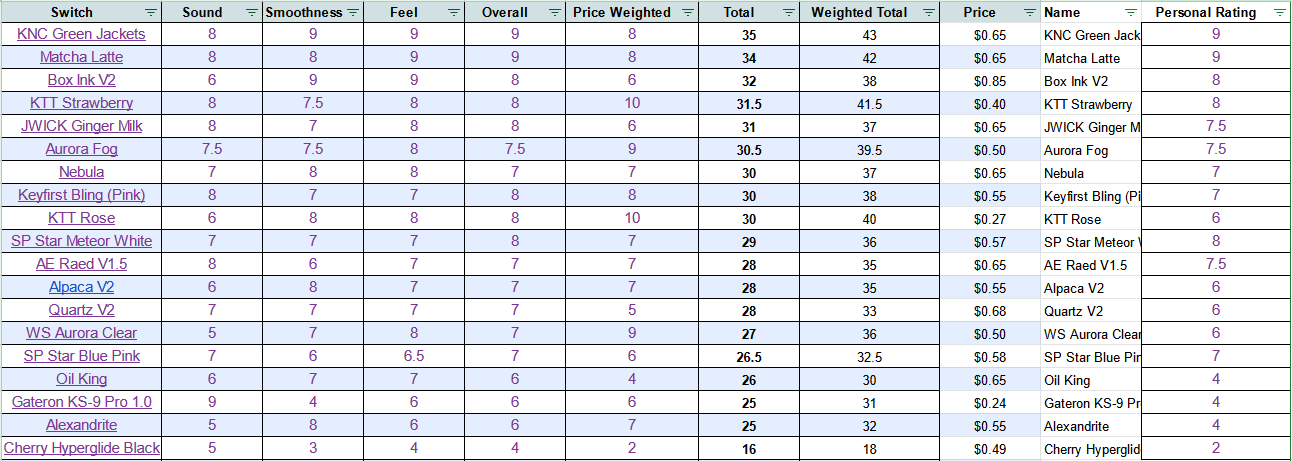 Switch Sound Smoothness Feel Overall Price Weighted Total Weighted Total Price Name Personal Rating
KNC Green Jackets 8 9 9 9 8 35 43 $0.65 KNC Green Jack 9
Matcha Latte 8 8 9 9 8 34 42 $0.65 Matcha Latte 9
Box Ink V2 6 9 9 8 6 32 38 $0.85 Box Ink V2 8
KTT Strawberry 8 7.5 8 8 10 31.5 41.5 $0.40 KTT Strawberry 8
JWICK Ginger Milk 8 7 8 8 6 31 37 $0.65 JWICK Ginger M 7.5
Aurora Fog 7.5 7.5 8 7.5 9 30.5 39.5 $0.50 Aurora Fog 7.5
Nebula 7 8 8 7 7 30 37 $0.65 Nebula 7
Keyfirst Bling (Pink) 8 7 7 8 8 30 38 $0.55 Keyfirst Bling (Pi 7
KTT Rose 6 8 8 8 10 30 40 $0.27 KTT Rose 6
SP Star Meteor White 7 7 7 8 7 29 36 $0.57 SP Star Meteor 8
AE Raed V1.5 8 6 7 7 7 28 35 $0.65 AE Raed V1.5 7.5
Alpaca V2 6 8 7 7 7 28 35 $0.55 Alpaca V2 6
Quartz V2 7 7 7 7 5 28 33 $0.68 Quartz V2 6
WS Aurora Clear 5 7 8 7 9 27 36 $0.50 WS Aurora Clear 6
SP Star Blue Pink 7 6 6.5 7 6 26.5 32.5 $0.58 SP Star Blue Pin 7
Oil King 6 7 7 6 4 26 30 $0.65 Oil King 4
Gateron KS-9 Pro 1.0 9 4 6 6 6 25 31 $0.24 Gateron KS-9 Pr 4
Alexandrite 5 8 6 6 7 25 32 $0.55 Alexandrite 4
Cherry Hyperglide Black 5 3 4 4 2 16 18 $0.49 Cherry Hyperglid 2